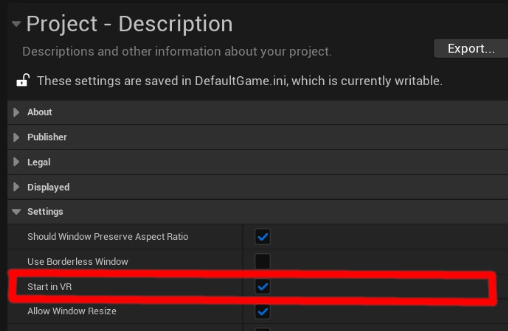 Project - Description
Descriptions and other information about your project.
Export...
These settings are saved in DefaultGame.ini, which is currently writable.
About
Publisher
Legal
Displayed
Settings
Should Window Preserve Aspect Ratio
Use Borderless Window
Start in VR
Allow Window Resize